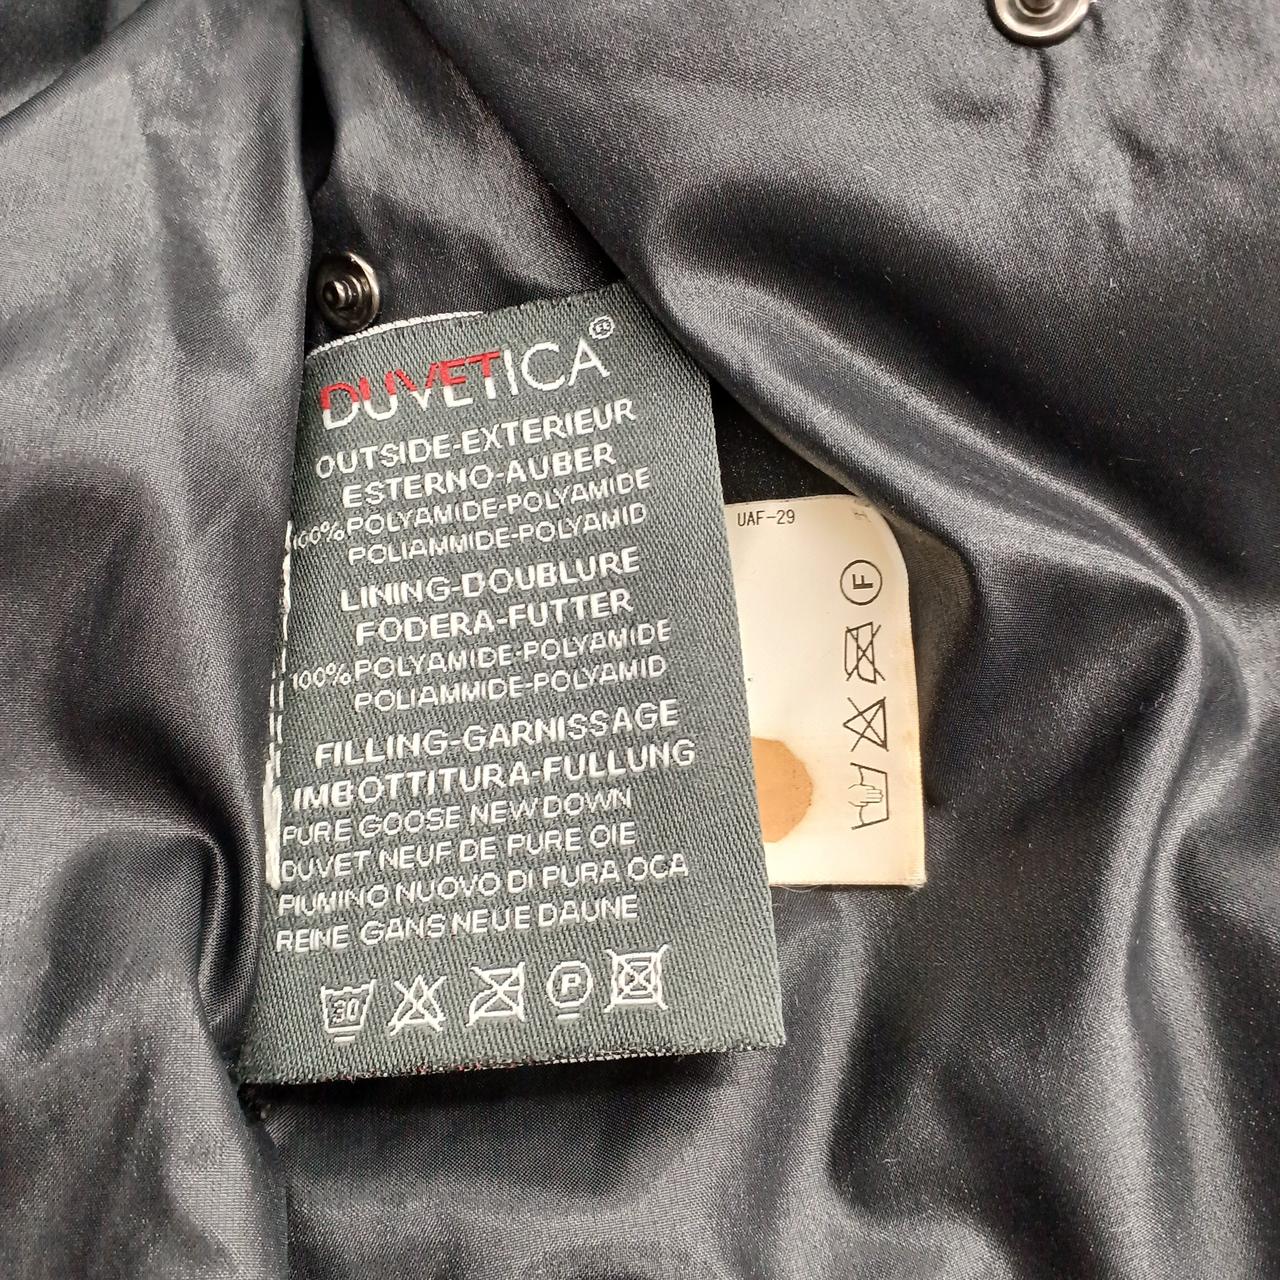 DUVETICA
OUTSIDE-EXTERIEUR
ESTERNO-AUBER
100% POLYAMIDE-POLYAMIDE
POLIAMMIDE-POLYAMID
LINING-DOUBLURE
FODERA-FUTTER
100% POLYAMIDE-POLYAMIDE
POLIAMMIDE-POLYAMID
FILLING-GARNISSAGE
IMBOTTITURA-FULLUNG
PURE GOOSE NEW DOWN
DUVET NEUF DE PURE OIE
PIUMINO NUOVO DI PURA OCA
REINE GANS NEUE DAUNE
30
P
UAF-29
F